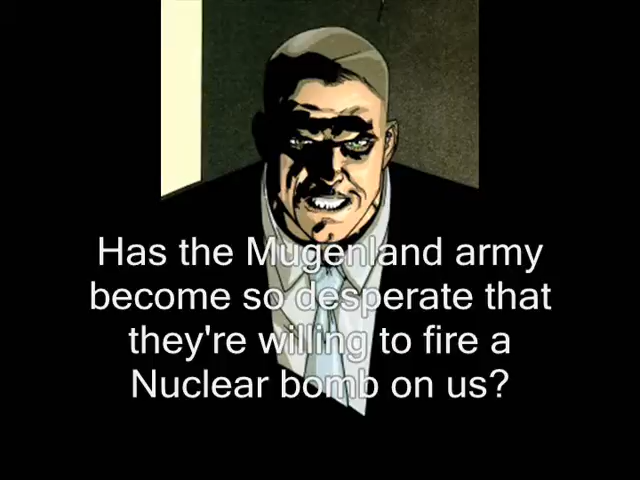 Has the Mugenland army
become so desperate that
they're willing to fire a
Nuclear bomb on us?